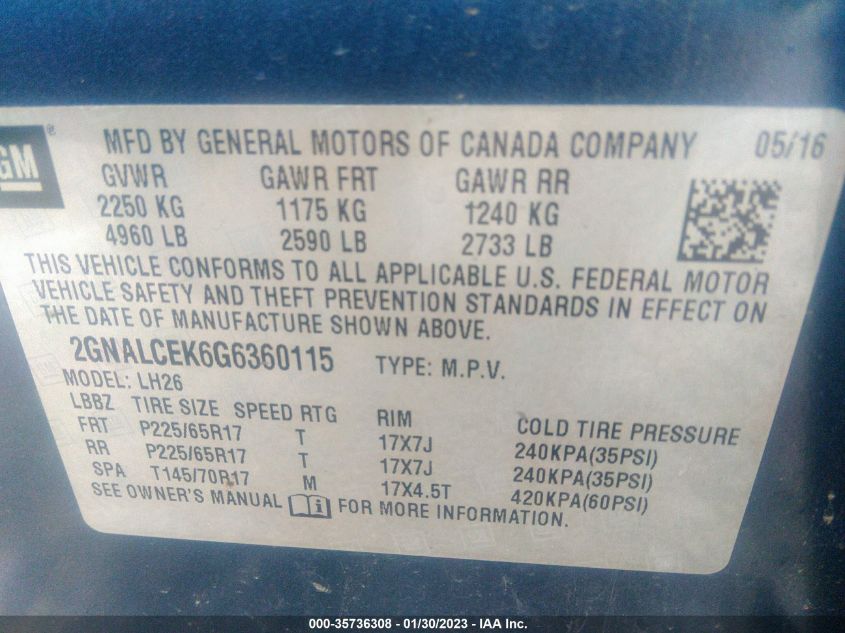 GM®
MFD BY GENERAL MOTORS OF CANADA COMPANY 05/16
GVWR GAWR FRT GAWR RR
2250 KG 1175 KG 1240 KG
4960 LB 2590 LB 2733 LB
THIS VEHICLE CONFORMS TO ALL APPLICABLE U.S. FEDERAL MOTOR
VEHICLE SAFETY AND THEFT PREVENTION STANDARDS IN EFFECT ON
THE DATE OF MANUFACTURE SHOWN ABOVE.
2GNALCEK6G6360115 TYPE: M.P.V.
MODEL: LH26
LBBZ TIRE SIZE SPEED RTG RIM COLD TIRE PRESSURE
FRT P225/65R17 T 17X7J 240KPA(35PSI)
RR P225/65R17 T 17X7J 240KPA(35PSI)
SPA T145/70R17 M 17X4.5T 420KPA(60PSI)
SEE OWNER'S MANUAL FOR MORE INFORMATION.
000-35736308 - 01/30/2023 - IAA Inc.